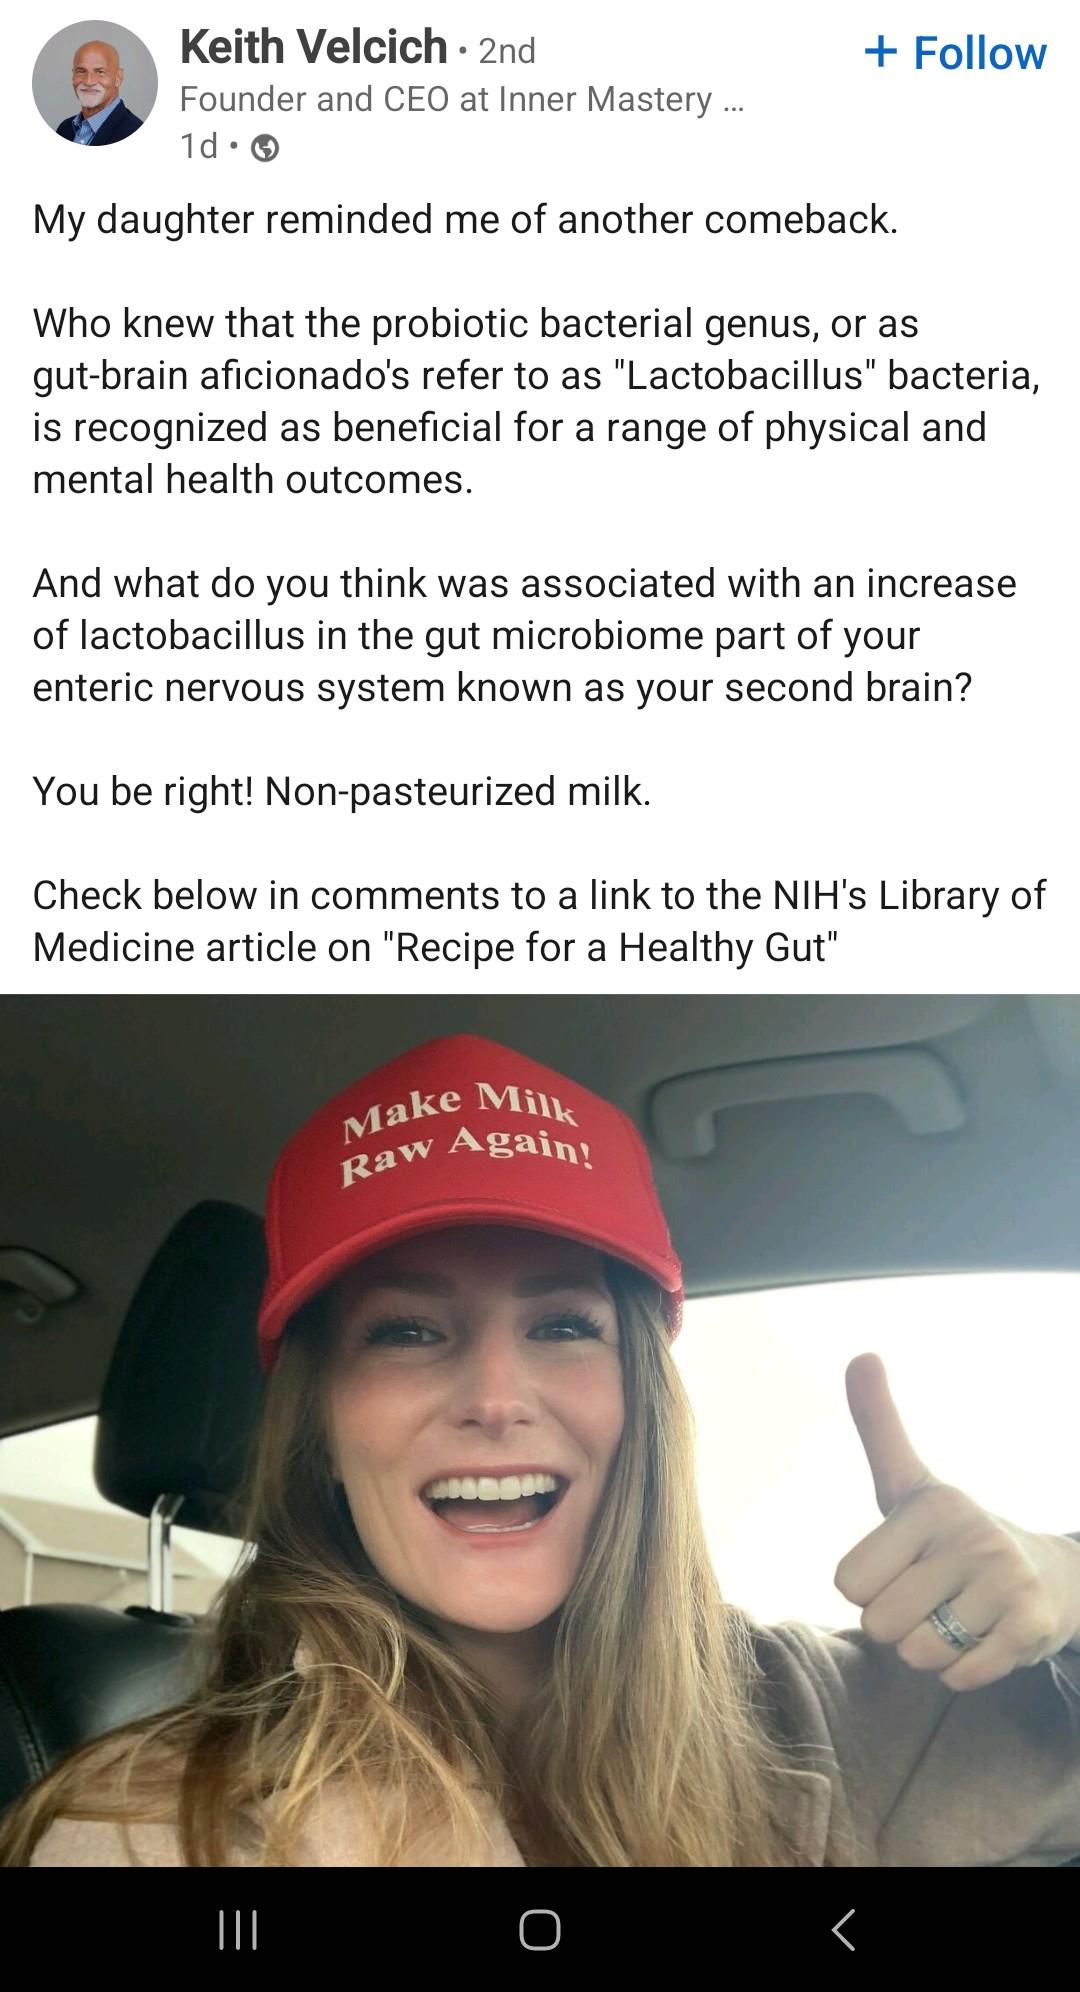 Keith Velcich • 2nd
+ Follow
Founder and CEO at Inner Mastery ...
1d •
My daughter reminded me of another comeback.
Who knew that the probiotic bacterial genus, or as
gut-brain aficionado's refer to as "Lactobacillus" bacteria,
is recognized as beneficial for a range of physical and
mental health outcomes.
And what do you think was associated with an increase
of lactobacillus in the gut microbiome part of your
enteric nervous system known as your second brain?
You be right! Non-pasteurized milk.
Check below in comments to a link to the NIH's Library of
Medicine article on "Recipe for a Healthy Gut"
Make Milk
Raw Again!